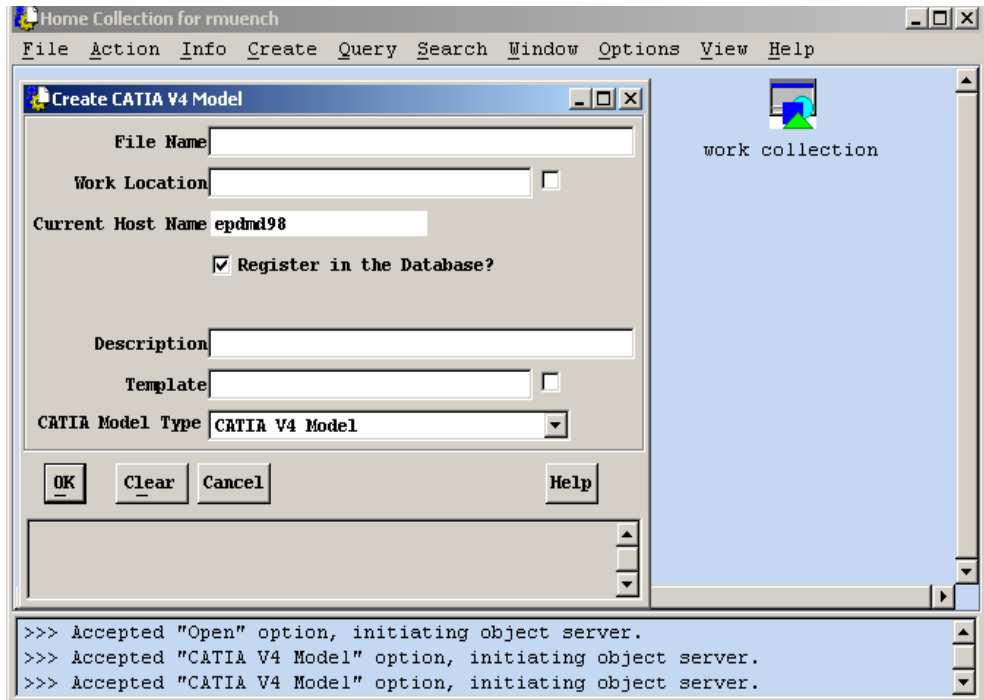 Home Collection for rmuench
File Action Info Create Query Search Window Options View Help
Create CATIA V4 Model
File Name
work collection
Work Location
Current Host Name epdmd98
Register in the Database?
Description
Template
CATIA Model Type CATIA V4 Model
OK Clear Cancel Help
>>> Accepted "Open" option, initiating object server.
>>> Accepted "CATIA V4 Model" option, initiating object server.
>>> Accepted "CATIA V4 Model" option, initiating object server.